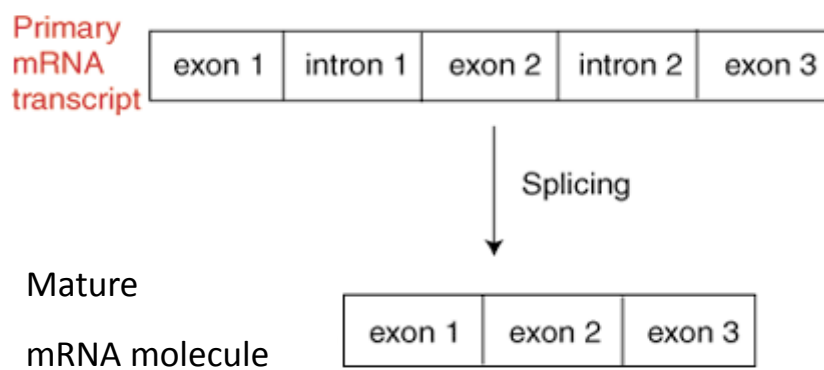 Primary
mRNA
transcript
exon 1 intron 1 exon 2 intron 2 exon 3
Splicing
Mature
mRNA molecule
exon 1 exon 2 exon 3